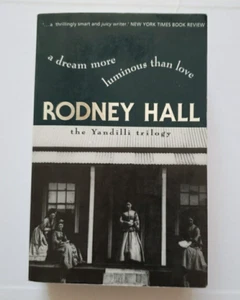 '... a thrillingly smart and juicy writer.' NEW YORK TIMES BOOK REVIEW
a dream more
luminous than love
RODNEY HALL
the Yandilli trilogy